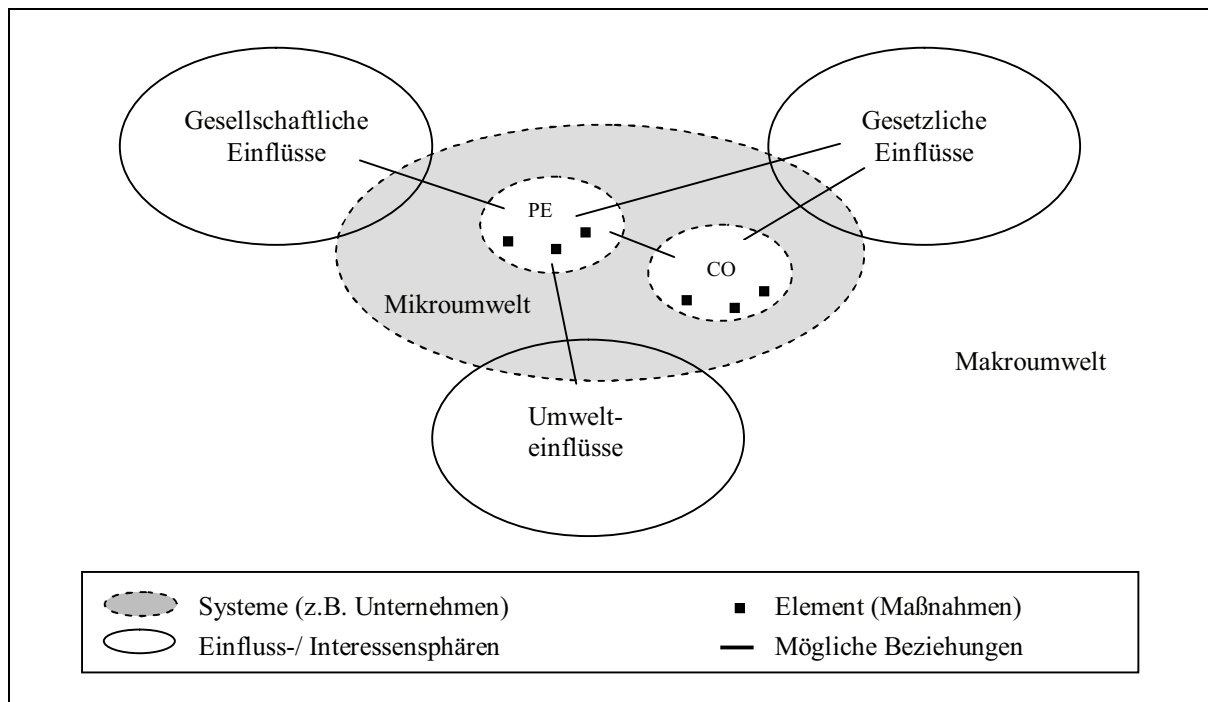 Gesellschaftliche
Einflüsse
Gesetzliche
Einflüsse
PE
CO
Mikroumwelt
Makroumwelt
Umwelt-
einflüsse
Systeme (z.B. Unternehmen)
Element (Maßnahmen)
Einfluss-/ Interessensphären
Mögliche Beziehungen